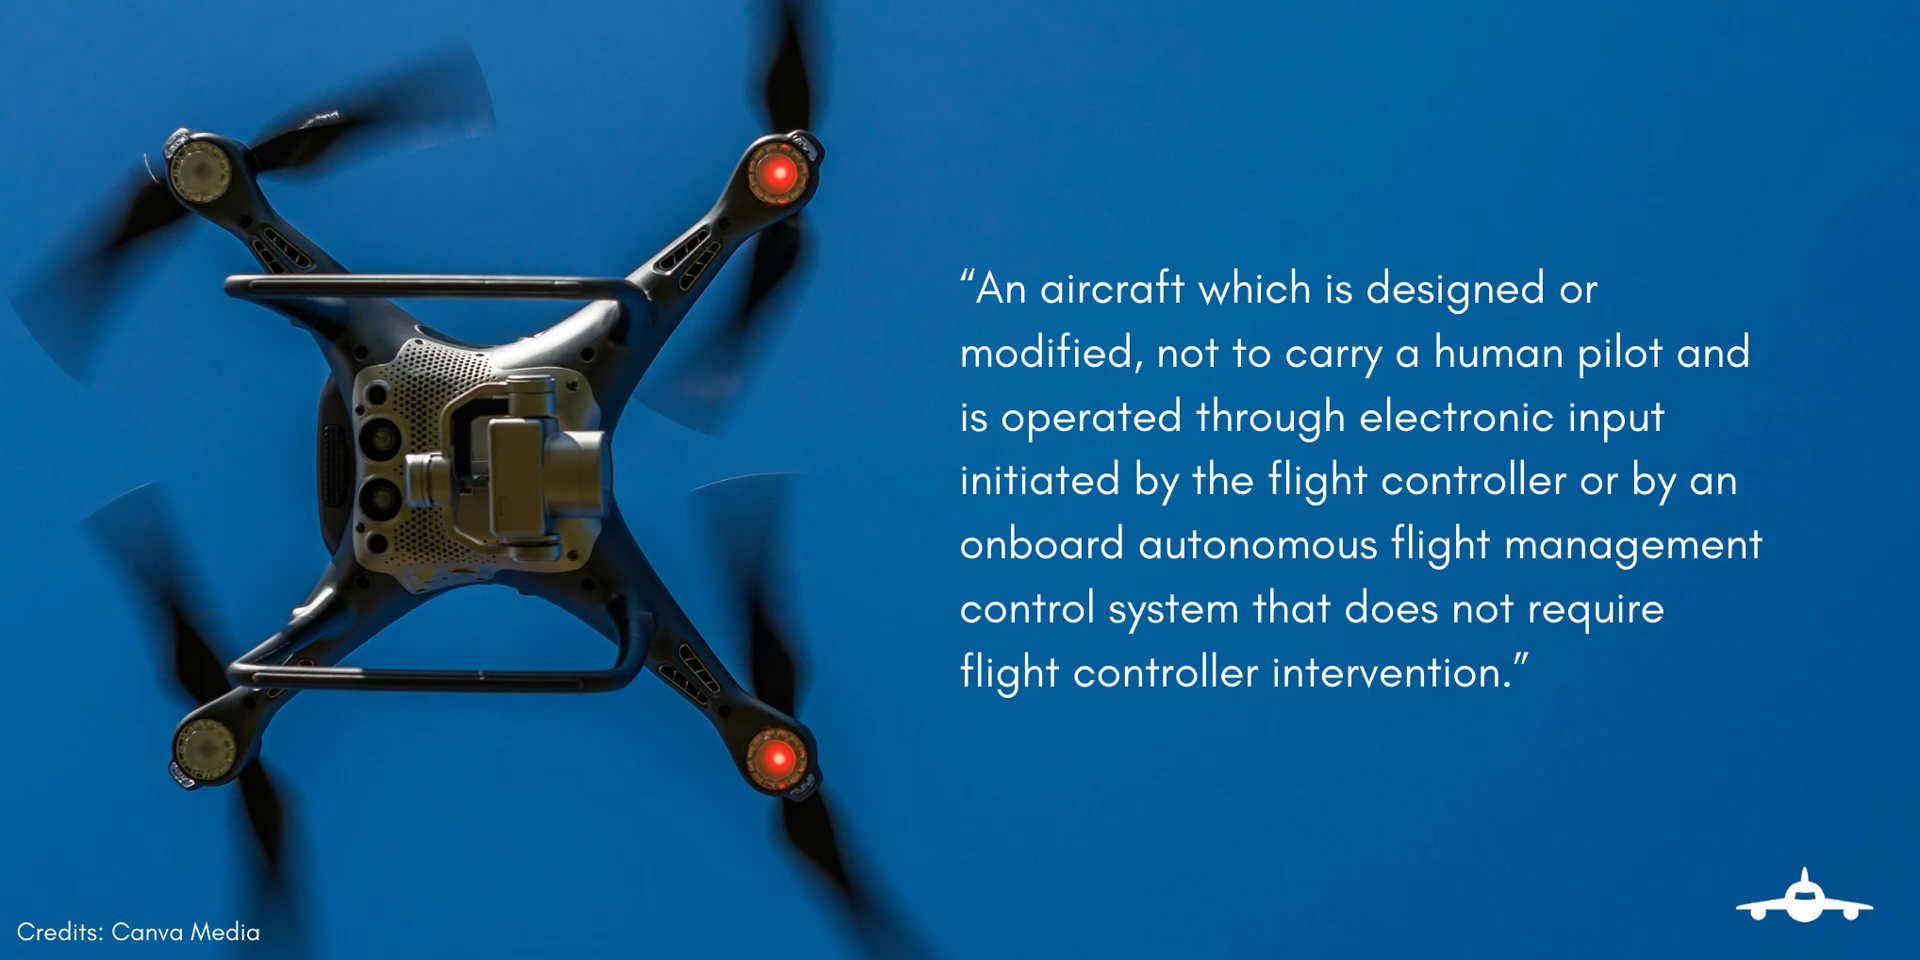 “An aircraft which is designed or
modified, not to carry a human pilot and
is operated through electronic input
initiated by the flight controller or by an
onboard autonomous flight management
control system that does not require
flight controller intervention.”
Credits: Canva Media